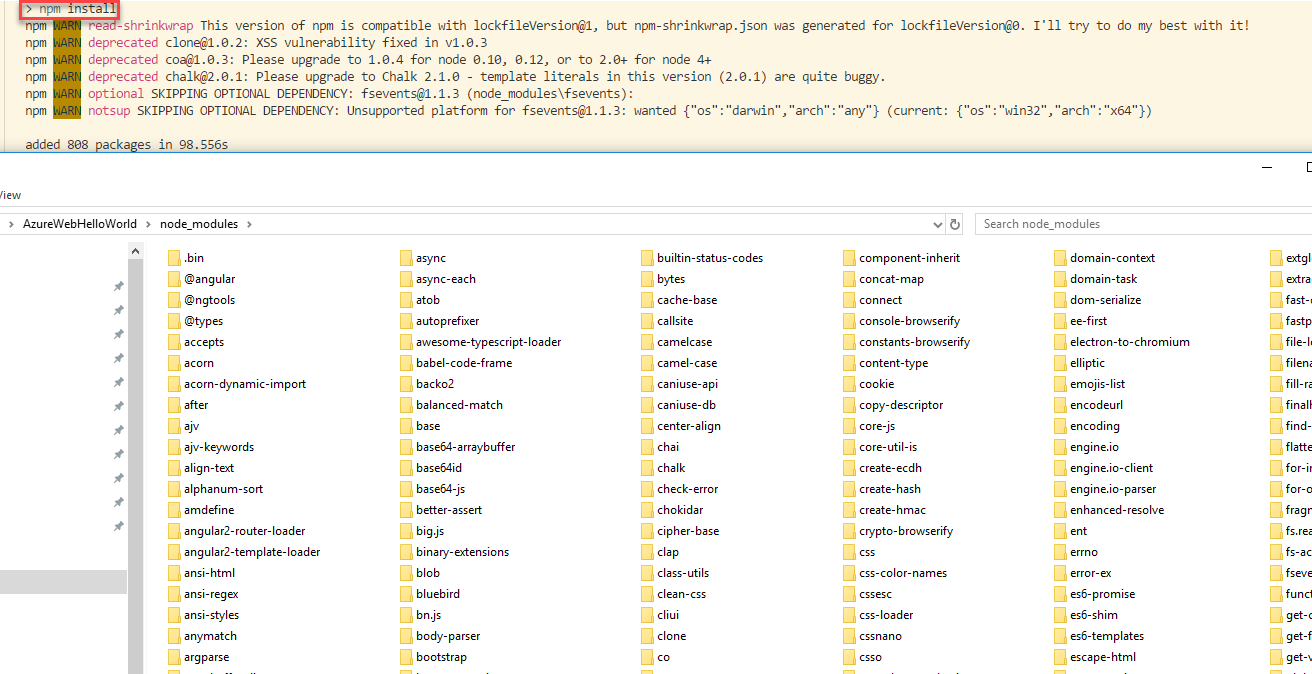 > npm install
npm WARN read-shrinkwrap This version of npm is compatible with lockfileVersion@1, but npm-shrinkwrap.json was generated for lockfileVersion@0. I'll try to do my best with it!
npm WARN deprecated clone@1.0.2: XSS vulnerability fixed in v1.0.3
npm WARN deprecated coa@1.0.3: Please upgrade to 1.0.4 for node 0.10, 0.12, or to 2.0+ for node 4+
npm WARN deprecated chalk@2.0.1: Please upgrade to Chalk 2.1.0 - template literals in this version (2.0.1) are quite buggy.
npm WARN optional SKIPPING OPTIONAL DEPENDENCY: fsevents@1.1.3 (node_modules\fsevents):
npm WARN notsup SKIPPING OPTIONAL DEPENDENCY: Unsupported platform for fsevents@1.1.3: wanted {"os":"darwin","arch":"any"} (current: {"os":"win32","arch":"x64"})
added 808 packages in 98.556s
View
> AzureWebHelloWorld > node_modules >
Search node_modules
.bin
@angular
@ngtools
@types
accepts
acorn
acorn-dynamic-import
after
ajv
ajv-keywords
align-text
alphanum-sort
amdefine
angular2-router-loader
angular2-template-loader
ansi-html
ansi-regex
ansi-styles
anymatch
argparse
async
async-each
atob
autoprefixer
awesome-typescript-loader
babel-code-frame
backo2
balanced-match
base
base64-arraybuffer
base64id
base64-js
better-assert
big.js
binary-extensions
blob
bluebird
bn.js
body-parser
bootstrap
builtin-status-codes
bytes
cache-base
callsite
camelcase
camel-case
caniuse-api
caniuse-db
center-align
chai
chalk
check-error
chokidar
cipher-base
clap
class-utils
clean-css
cliui
clone
co
component-inherit
concat-map
connect
console-browserify
constants-browserify
content-type
cookie
copy-descriptor
core-js
core-util-is
create-ecdh
create-hash
create-hmac
crypto-browserify
css
css-color-names
cssesc
css-loader
cssnano
csso
domain-context
domain-task
dom-serialize
ee-first
electron-to-chromium
elliptic
emojis-list
encodeurl
encoding
engine.io
engine.io-client
engine.io-parser
enhanced-resolve
ent
errno
error-ex
es6-promise
es6-shim
es6-templates
escape-html
extgl
extra
fast-
fastp
file-l
filena
fill-ra
finalh
find-
flatte
for-ir
for-o
fragn
fs.rea
fs-ac
fseve
funct
get-c
get-f
get-v